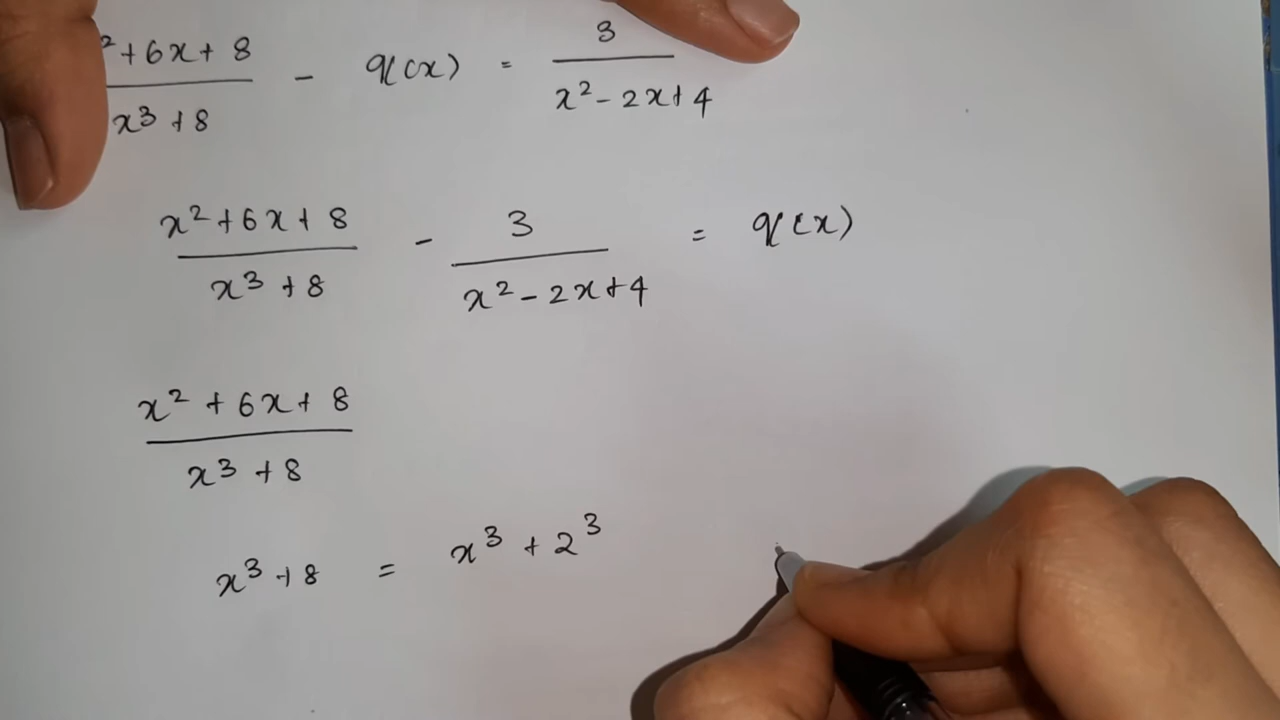 ²+6x+8 / x³+8 - q(x) = 3 / x²-2x+4
x²+6x+8 / x³+8 - 3 / x²-2x+4 = q(x)
x²+6x+8 / x³+8
x³+8 = x³+2³